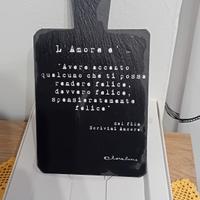 L'Amore e' -
"Avere accanto
qualcuno che ti possa
rendere felice,
davvero felice,
spensieratamente
felice"
dal film
Scrivimi Ancora